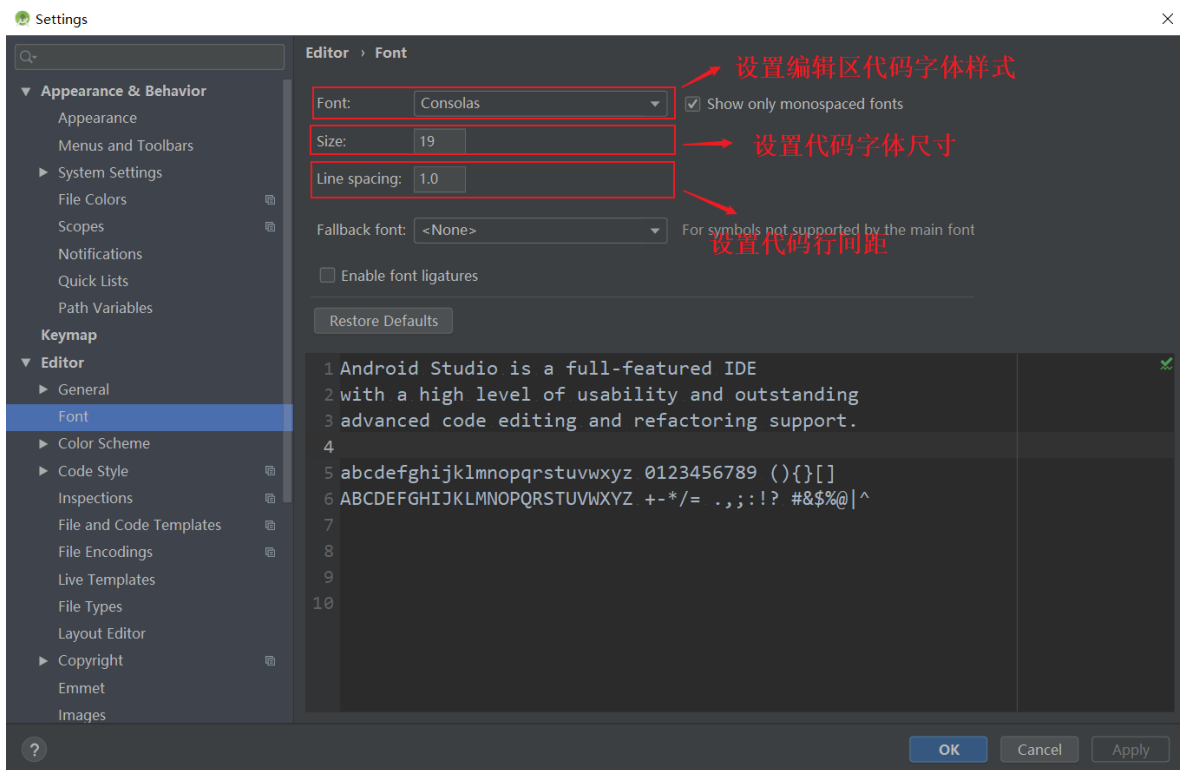 Settings
Editor › Font
设置编辑区代码字体样式
Appearance & Behavior
Appearance
Menus and Toolbars
System Settings
File Colors
Scopes
Notifications
Quick Lists
Path Variables
Keymap
Editor
General
Font
Color Scheme
Code Style
Inspections
File and Code Templates
File Encodings
Live Templates
File Types
Layout Editor
Copyright
Emmet
Images
Font: Consolas Show only monospaced fonts
Size: 19
设置代码字体尺寸
Line spacing: 1.0
Fallback font: <None> For symbols not supported by the main font
设置代码行间距
Enable font ligatures
Restore Defaults
1 Android Studio is a full-featured IDE
2 with a high level of usability and outstanding
3 advanced code editing and refactoring support.
4
5 abcdefghijklmnopqrstuvwxyz 0123456789 (){}[]
6 ABCDEFGHIJKLMNOPQRSTUVWXYZ +-*/= .,;:!? #&$%@|^
7
8
9
10
? OK Cancel Apply